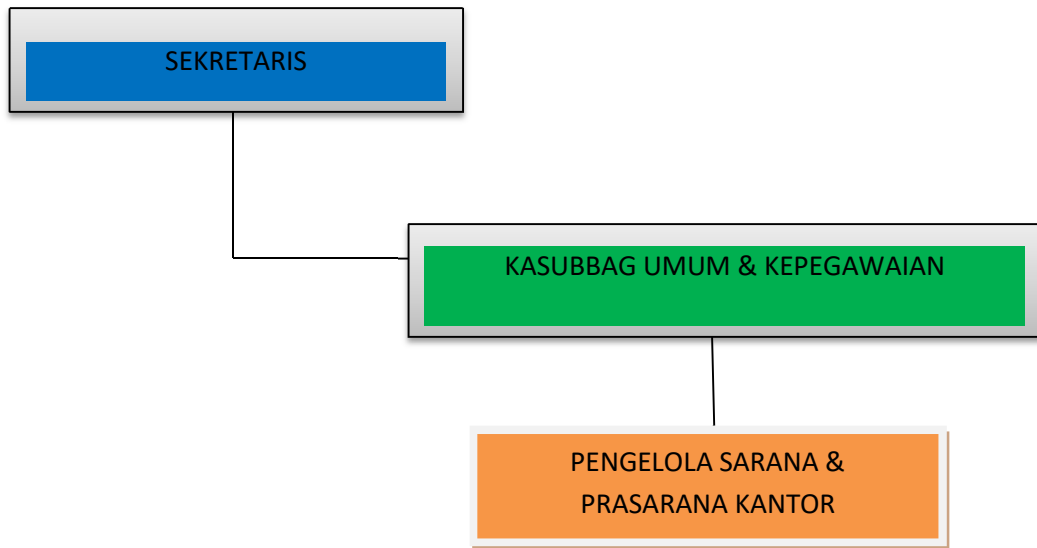 SEKRETARIS
KASUBBAG UMUM & KEPEGAWAIAN
PENGELOLA SARANA &
PRASARANA KANTOR